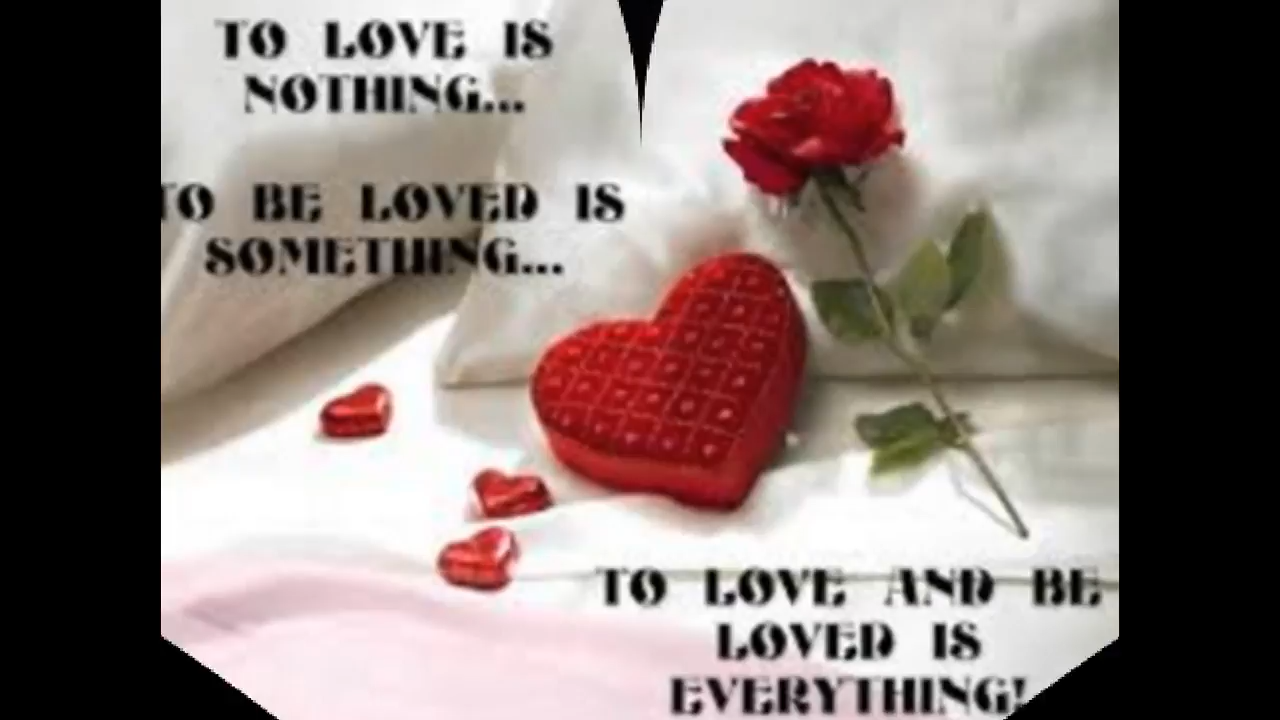 TO LOVE IS
NOTHING...
TO BE LOVED IS
SOMETHING...
TO LOVE AND BE
LOVED IS
EVERYTHING!